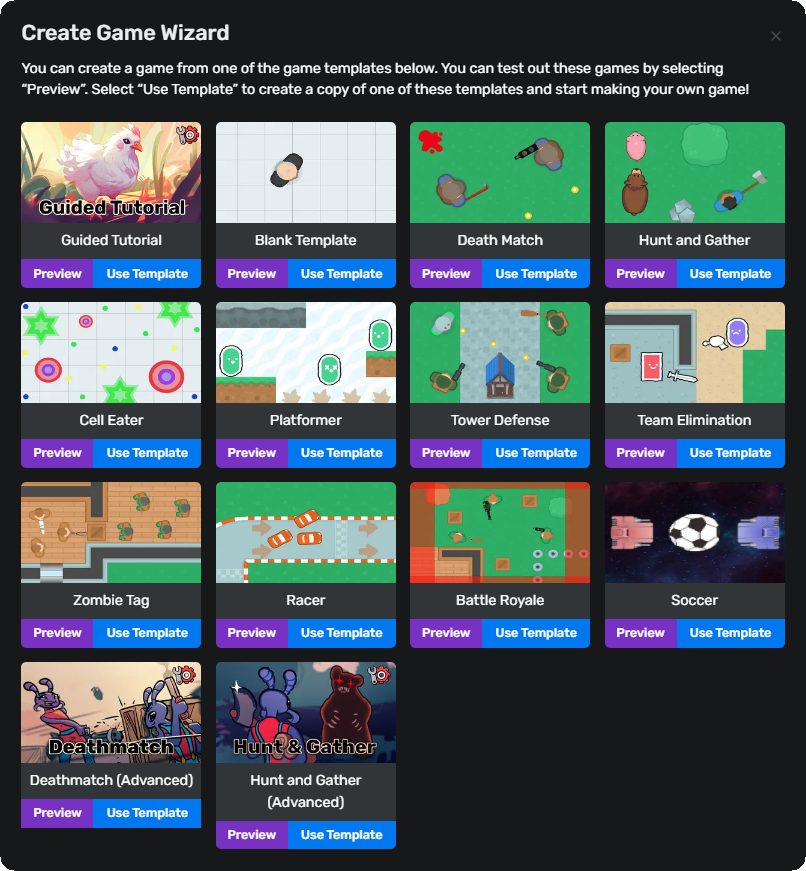 Create Game Wizard
×
You can create a game from one of the game templates below. You can test out these games by selecting
“Preview”. Select “Use Template” to create a copy of one of these templates and start making your own game!
Guided Tutorial
Guided Tutorial
Preview Use Template
Blank Template
Preview Use Template
Death Match
Preview Use Template
Hunt and Gather
Preview Use Template
Cell Eater
Preview Use Template
Platformer
Preview Use Template
Tower Defense
Preview Use Template
Team Elimination
Preview Use Template
Zombie Tag
Preview Use Template
Racer
Preview Use Template
Battle Royale
Preview Use Template
Soccer
Preview Use Template
Deathmatch
Deathmatch (Advanced)
Preview Use Template
Hunt & Gather
Hunt and Gather
(Advanced)
Preview Use Template